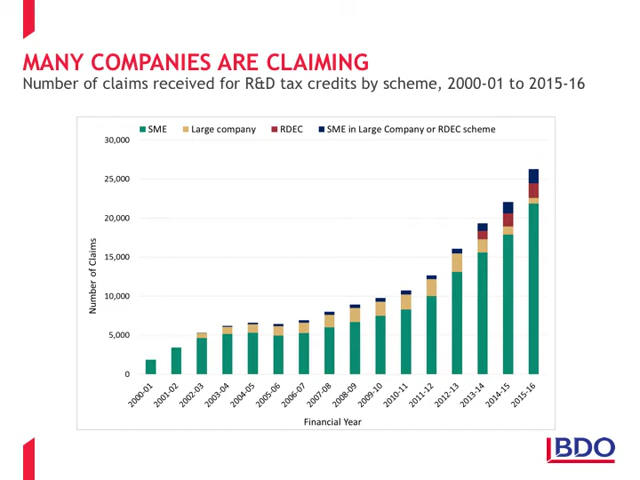 MANY COMPANIES ARE CLAIMING
Number of claims received for R&D tax credits by scheme, 2000-01 to 2015-16
SME Large company RDEC SME in Large Company or RDEC scheme
30,000
25,000
20,000
15,000
10,000
5,000
0
Number of Claims
2000-01 2001-02 2002-03 2003-04 2004-05 2005-06 2006-07 2007-08 2008-09 2009-10 2010-11 2011-12 2012-13 2013-14 2014-15 2015-16
Financial Year
BDO